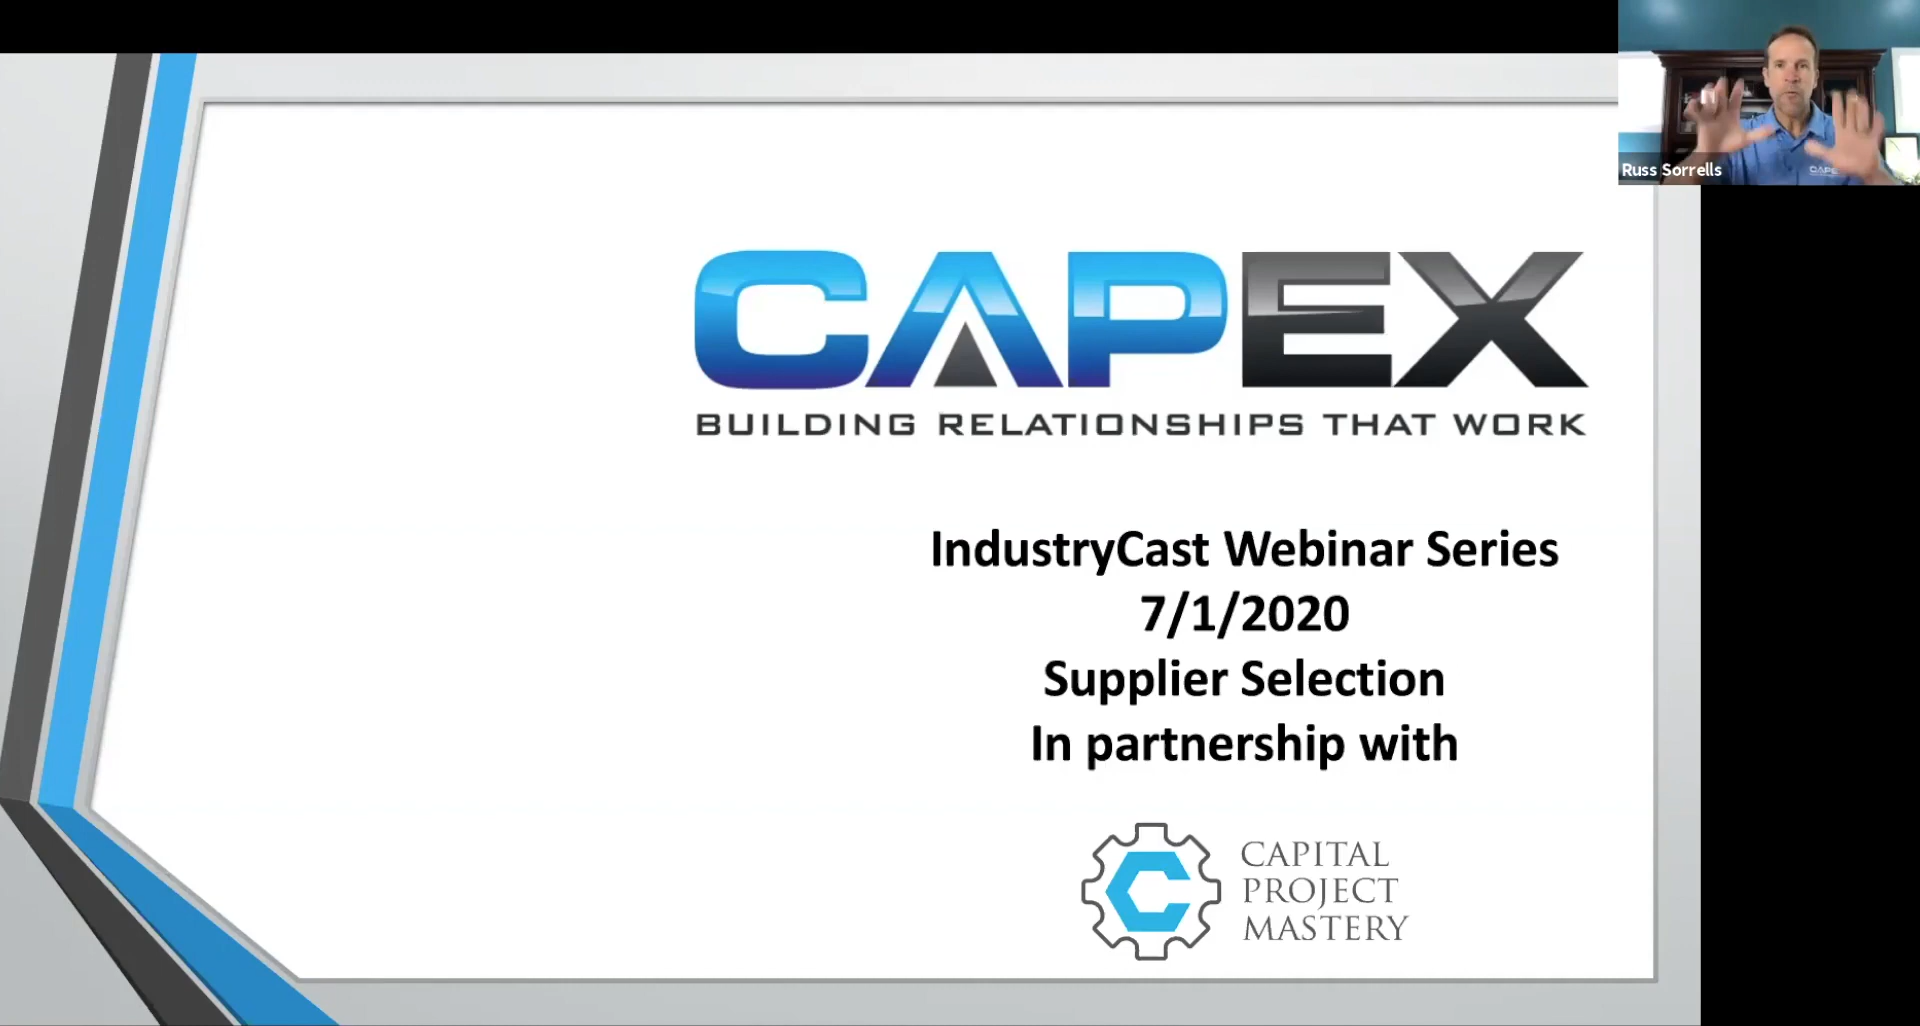 Russ Sorrells
CAPEX
BUILDING RELATIONSHIPS THAT WORK
IndustryCast Webinar Series
7/1/2020
Supplier Selection
In partnership with
CAPITAL
PROJECT
MASTERY